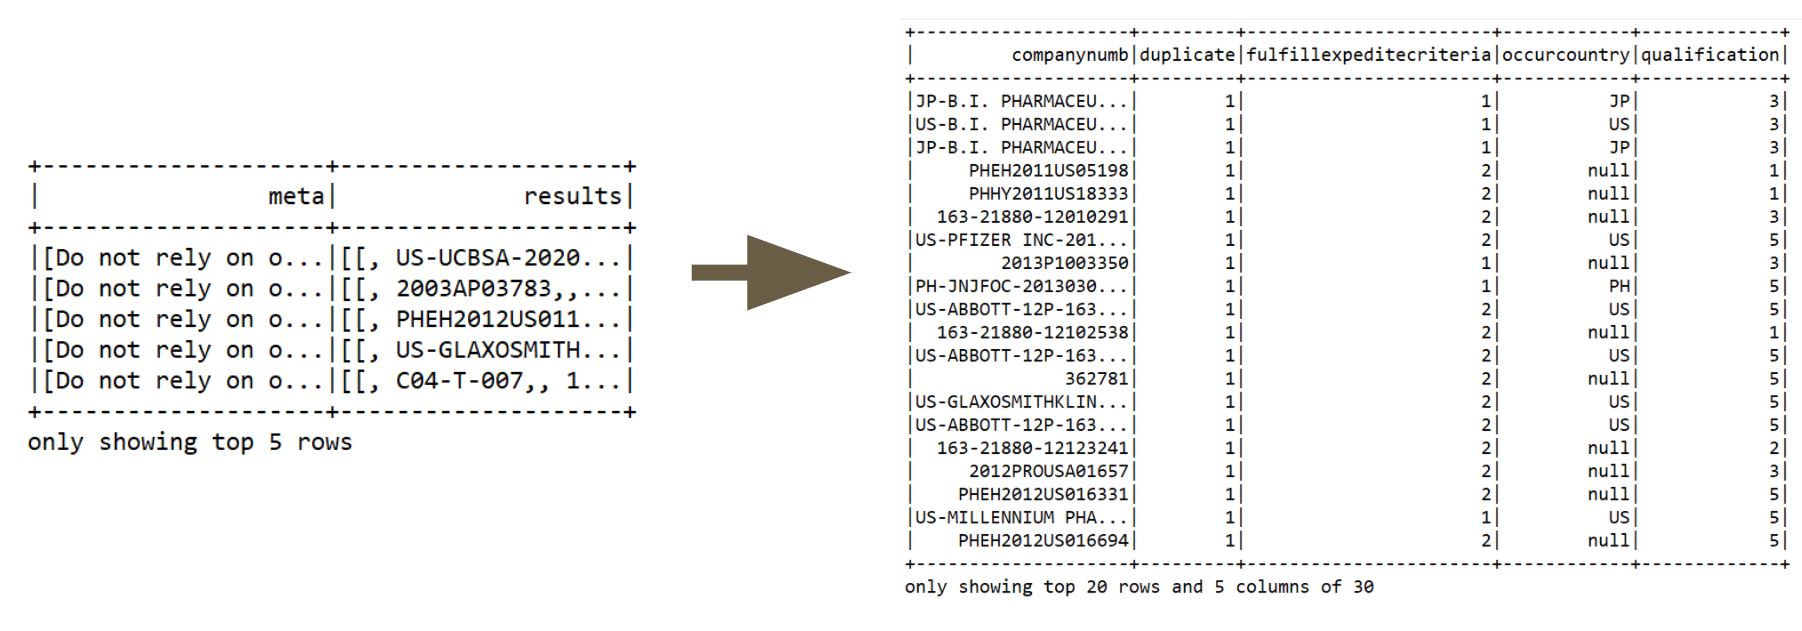 +--------------------+--------------------+
|                meta|             results|
+--------------------+--------------------+
|[Do not rely on o...|[[, US-UCBSA-2020...|
|[Do not rely on o...|[[, 2003AP03783,,...|
|[Do not rely on o...|[[, PHEH2012US011...|
|[Do not rely on o...|[[, US-GLAXOSMITH...|
|[Do not rely on o...|[[, C04-T-007,, 1...|
+--------------------+--------------------+
only showing top 5 rows
+--------------------+---------+-----------------------+------------+-------------+
|         companynumb|duplicate|fulfillexpeditecriteria|occurcountry|qualification|
+--------------------+---------+-----------------------+------------+-------------+
|JP-B.I. PHARMACEU...|        1|                      1|          JP|            3|
|US-B.I. PHARMACEU...|        1|                      1|          US|            3|
|JP-B.I. PHARMACEU...|        1|                      1|          JP|            3|
|     PHEH2011US05198|        1|                      2|        null|            1|
|     PHHY2011US18333|        1|                      2|        null|            1|
|  163-21880-12010291|        1|                      2|        null|            3|
|US-PFIZER INC-201...|        1|                      2|          US|            5|
|        2013P1003350|        1|                      1|        null|            3|
|PH-JNJFOC-2013030...|        1|                      1|          PH|            5|
|US-ABBOTT-12P-163...|        1|                      2|          US|            5|
|  163-21880-12102538|        1|                      2|        null|            1|
|US-ABBOTT-12P-163...|        1|                      2|          US|            5|
|              362781|        1|                      2|        null|            5|
|US-GLAXOSMITHKLIN...|        1|                      2|          US|            5|
|US-ABBOTT-12P-163...|        1|                      2|          US|            5|
|  163-21880-12123241|        1|                      2|        null|            2|
|     2012PROUSA01657|        1|                      2|        null|            3|
|    PHEH2012US016331|        1|                      2|        null|            5|
|US-MILLENNIUM PHA...|        1|                      1|          US|            5|
|    PHEH2012US016694|        1|                      2|        null|            5|
+--------------------+---------+-----------------------+------------+-------------+
only showing top 20 rows and 5 columns of 30